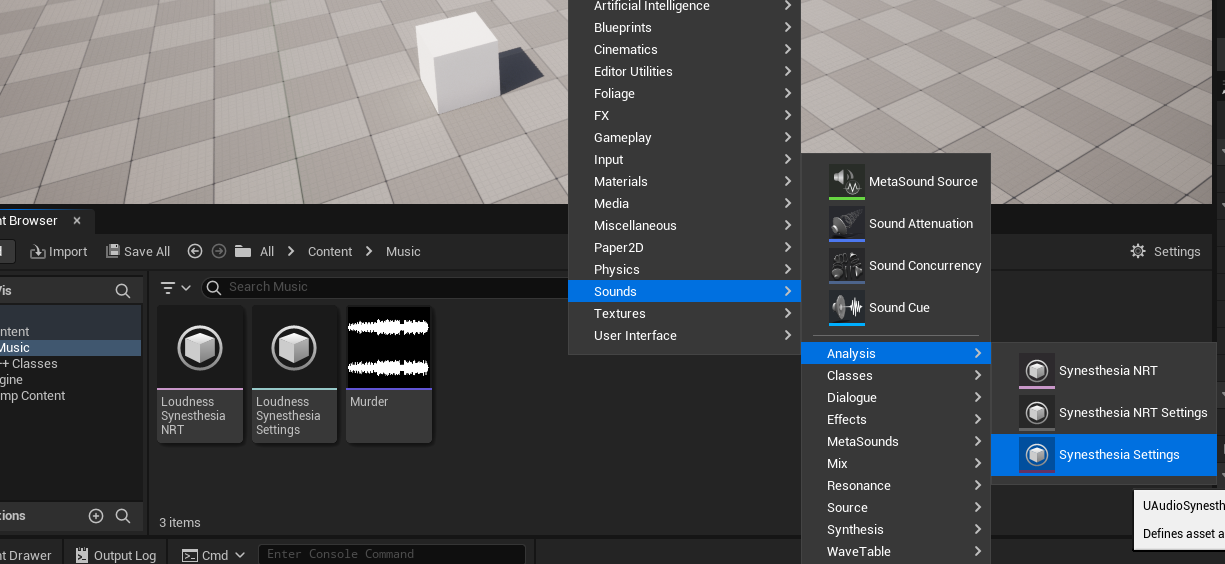 Artificial Intelligence
Blueprints
Cinematics
Editor Utilities
Foliage
FX
Gameplay
Input
Materials
Media
Miscellaneous
Paper2D
Physics
Sounds
Textures
User Interface
MetaSound Source
Sound Attenuation
Sound Concurrency
Sound Cue
Analysis
Classes
Dialogue
Effects
MetaSounds
Mix
Resonance
Source
Synthesis
WaveTable
Synesthesia NRT
Synesthesia NRT Settings
Synesthesia Settings
UAudioSynesth
Defines asset a
nt Browser
Import
Save All
All
Content
Music
Settings
Vis
Search Music
ntent
Music
++ Classes
gine
mp Content
Loudness
Synesthesia
NRT
Loudness
Synesthesia
Settings
Murder
tions
3 items
nt Drawer
Output Log
Cmd
Enter Console Command